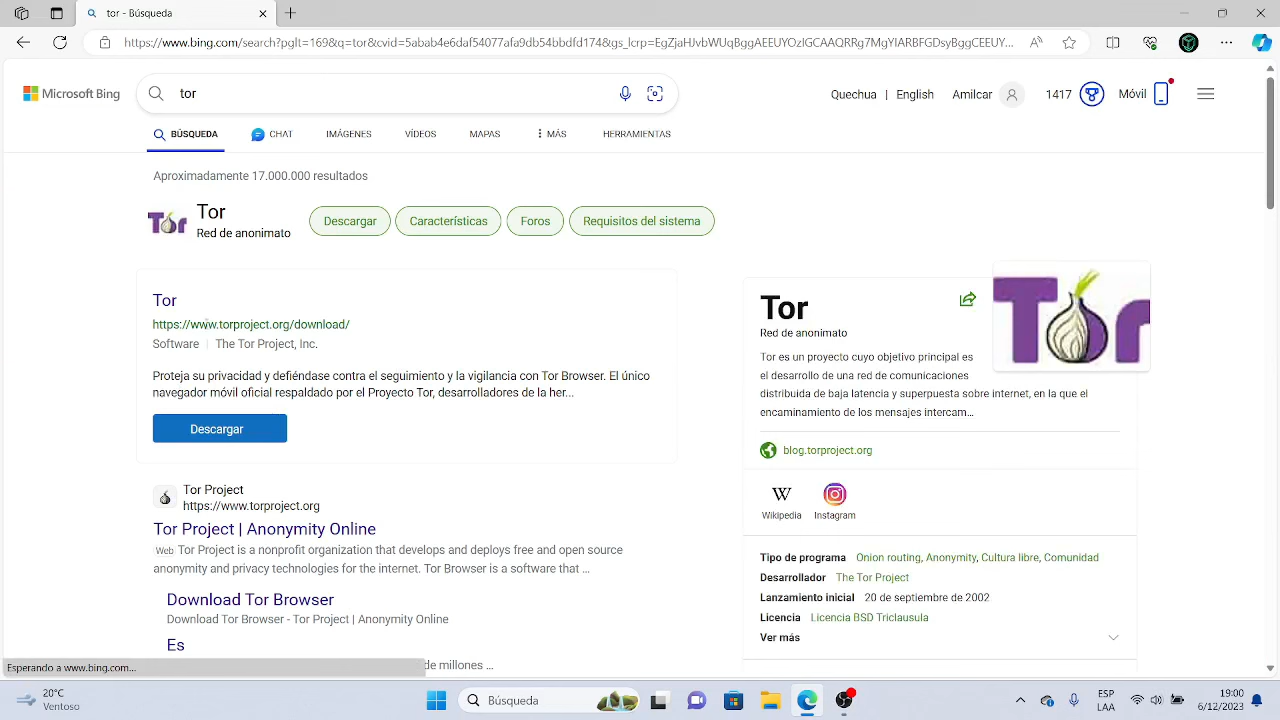 tor - Búsqueda
https://www.bing.com/search?pglt=169&q=tor&cvid=5abab4e6daf54077afa9db54bbdfd174&gs_lcrp=EgZjaHJvbWUqBggAEEUYOzIGCAAQRRg7MgYIARBFGDsyBggCEEUY...
Microsoft Bing
tor
Quechua | English Amilcar 1417 Móvil
BÚSQUEDA CHAT IMÁGENES VÍDEOS MAPAS MÁS HERRAMIENTAS
Aproximadamente 17.000.000 resultados
Tor
Tor
Red de anonimato
Descargar Características Foros Requisitos del sistema
Tor
https://www.torproject.org/download/
Software | The Tor Project, Inc.
Proteja su privacidad y defiéndase contra el seguimiento y la vigilancia con Tor Browser. El único
navegador móvil oficial respaldado por el Proyecto Tor, desarrolladores de la her...
Descargar
Tor Project
https://www.torproject.org
Tor Project | Anonymity Online
Web Tor Project is a nonprofit organization that develops and deploys free and open source
anonymity and privacy technologies for the internet. Tor Browser is a software that ...
Download Tor Browser
Download Tor Browser - Tor Project | Anonymity Online
Es
de millones ...
Esperando a www.bing.com...
Tor
Red de anonimato
Tor
Tor es un proyecto cuyo objetivo principal es
el desarrollo de una red de comunicaciones
distribuida de baja latencia y superpuesta sobre internet, en la que el
encaminamiento de los mensajes intercam...
blog.torproject.org
Wikipedia Instagram
Tipo de programa Onion routing, Anonymity, Cultura libre, Comunidad
Desarrollador The Tor Project
Lanzamiento inicial 20 de septiembre de 2002
Licencia Licencia BSD Triclausula
Ver más
20°C
Ventoso
Búsqueda
ESP
LAA
19:00
6/12/2023